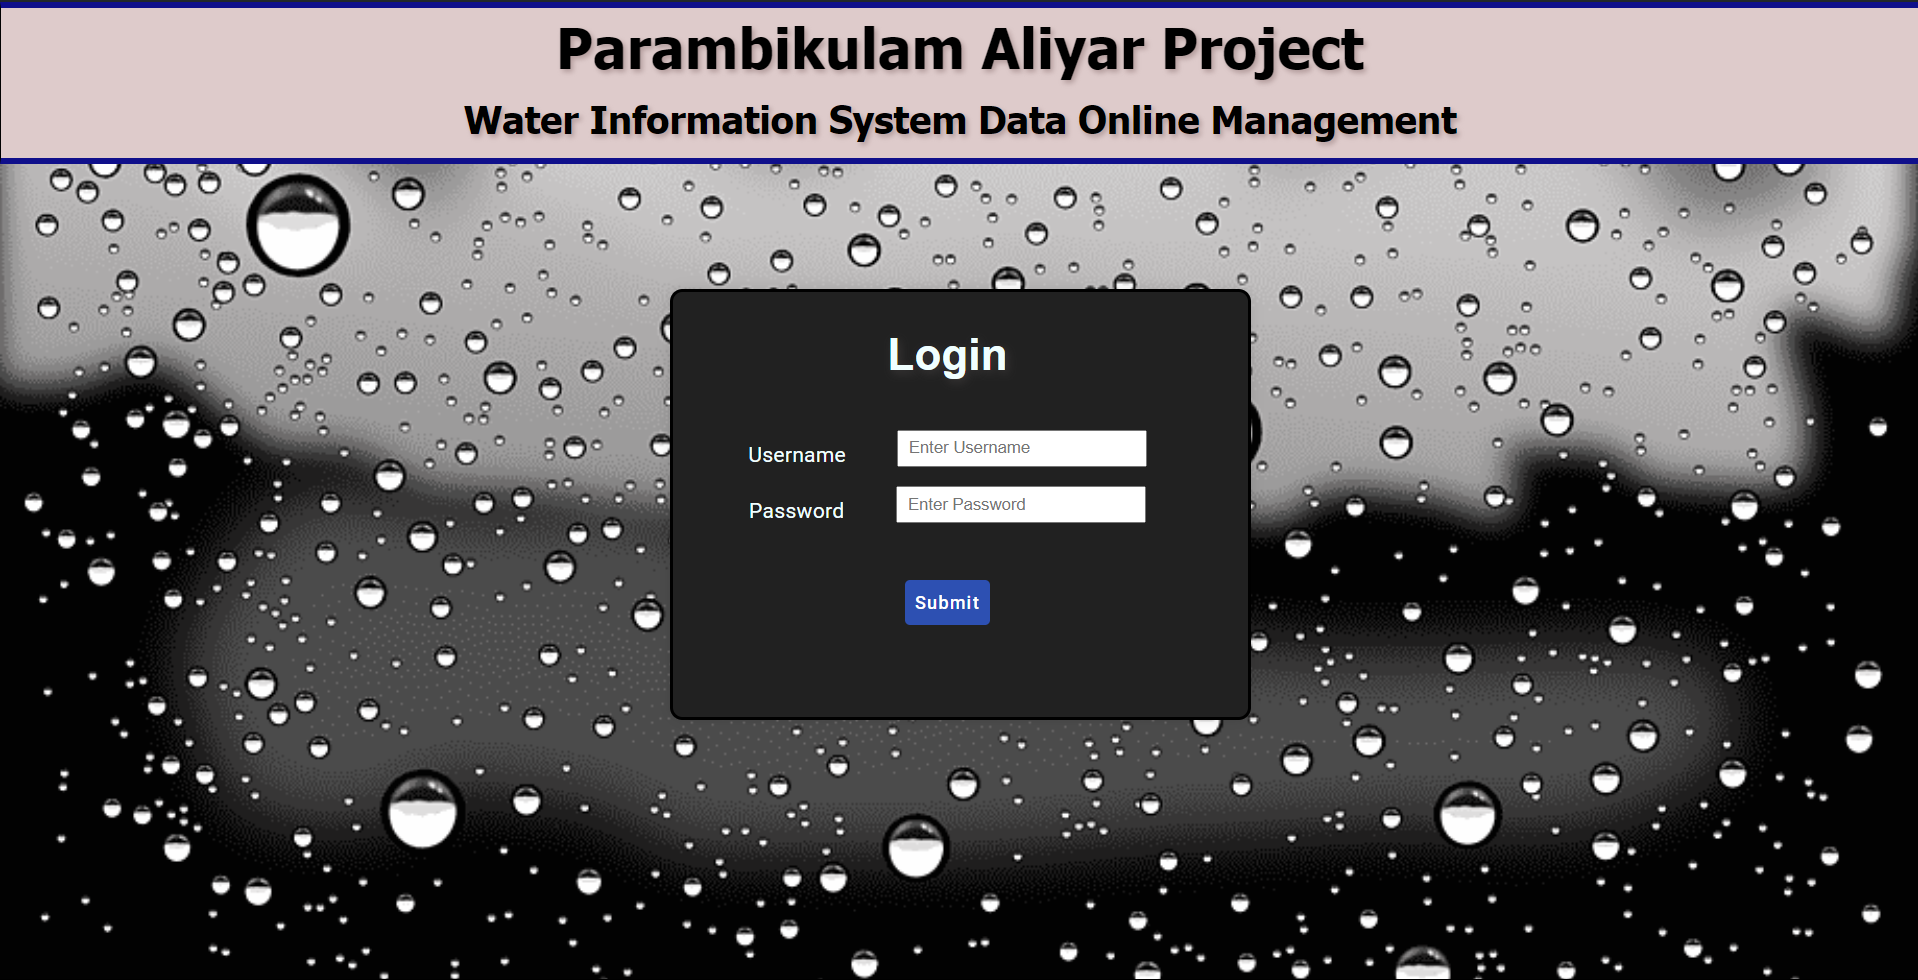 Parambikulam Aliyar Project
Water Information System Data Online Management
Login
Username
Enter Username
Password
Enter Password
Submit